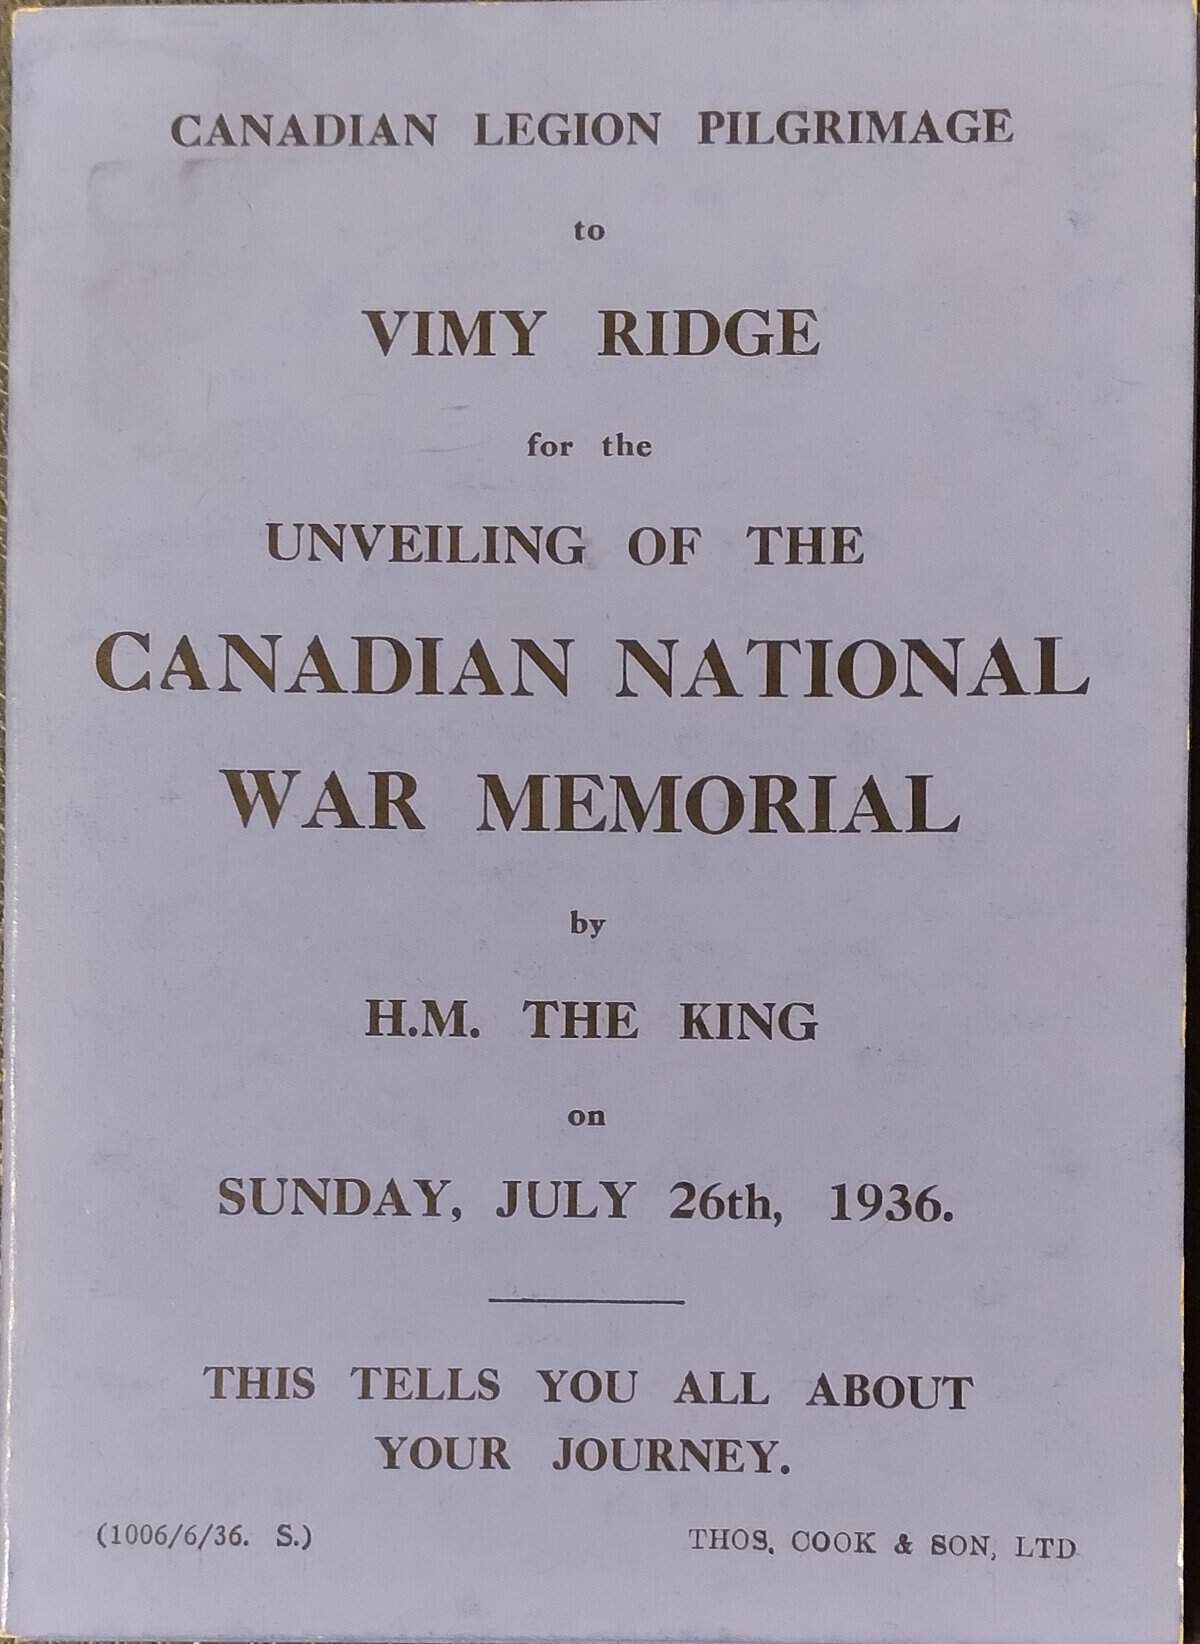 CANADIAN LEGION PILGRIMAGE
to
VIMY RIDGE
for the
UNVEILING OF THE
CANADIAN NATIONAL
WAR MEMORIAL
by
H.M. THE KING
on
SUNDAY, JULY 26th, 1936.
THIS TELLS YOU ALL ABOUT
YOUR JOURNEY.
(1006/6/36. S.) THOS. COOK & SON, LTD